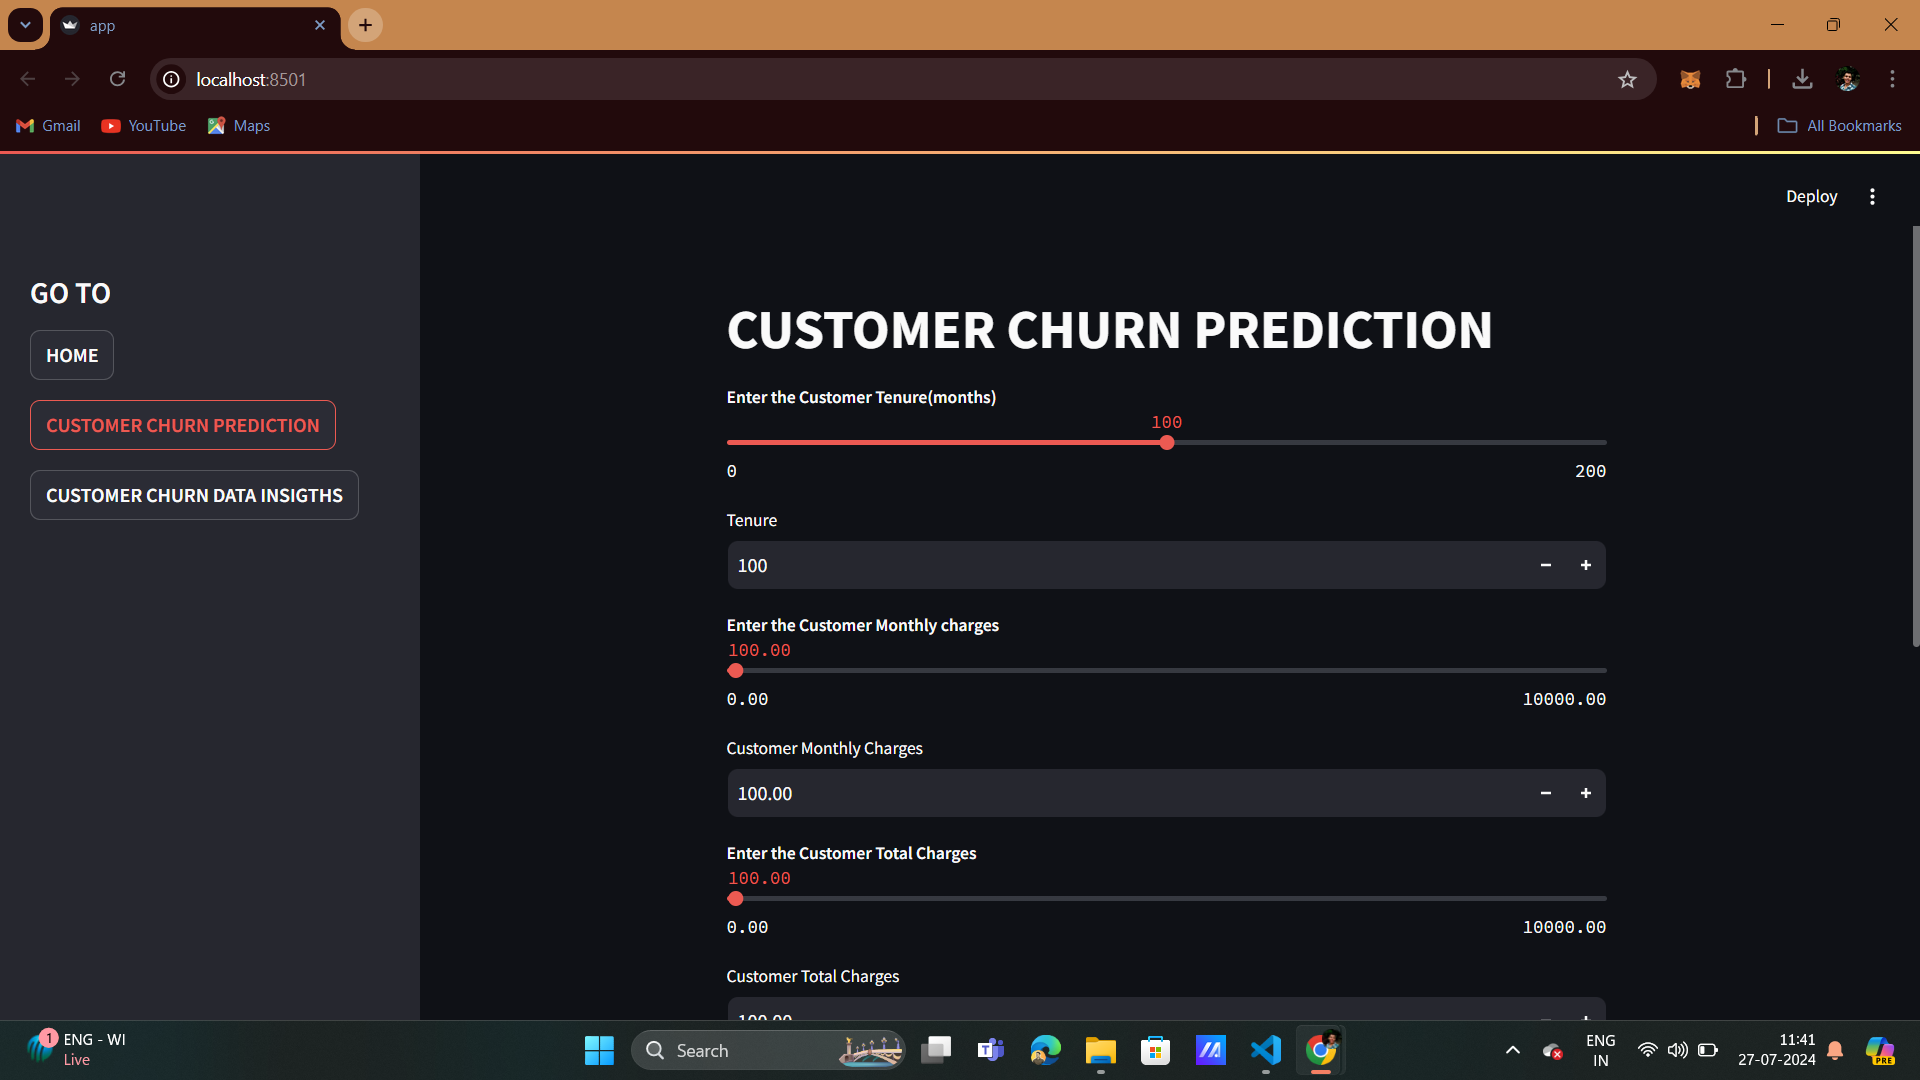 app
localhost:8501
Gmail YouTube Maps All Bookmarks
Deploy
GO TO
HOME
CUSTOMER CHURN PREDICTION
CUSTOMER CHURN DATA INSIGTHS
CUSTOMER CHURN PREDICTION
Enter the Customer Tenure(months)
100
0 200
Tenure
100
Enter the Customer Monthly charges
100.00
0.00 10000.00
Customer Monthly Charges
100.00
Enter the Customer Total Charges
100.00
0.00 10000.00
Customer Total Charges
100.00
1 ENG - WI
Live
Search
ENG
IN
11:41
27-07-2024
PRE